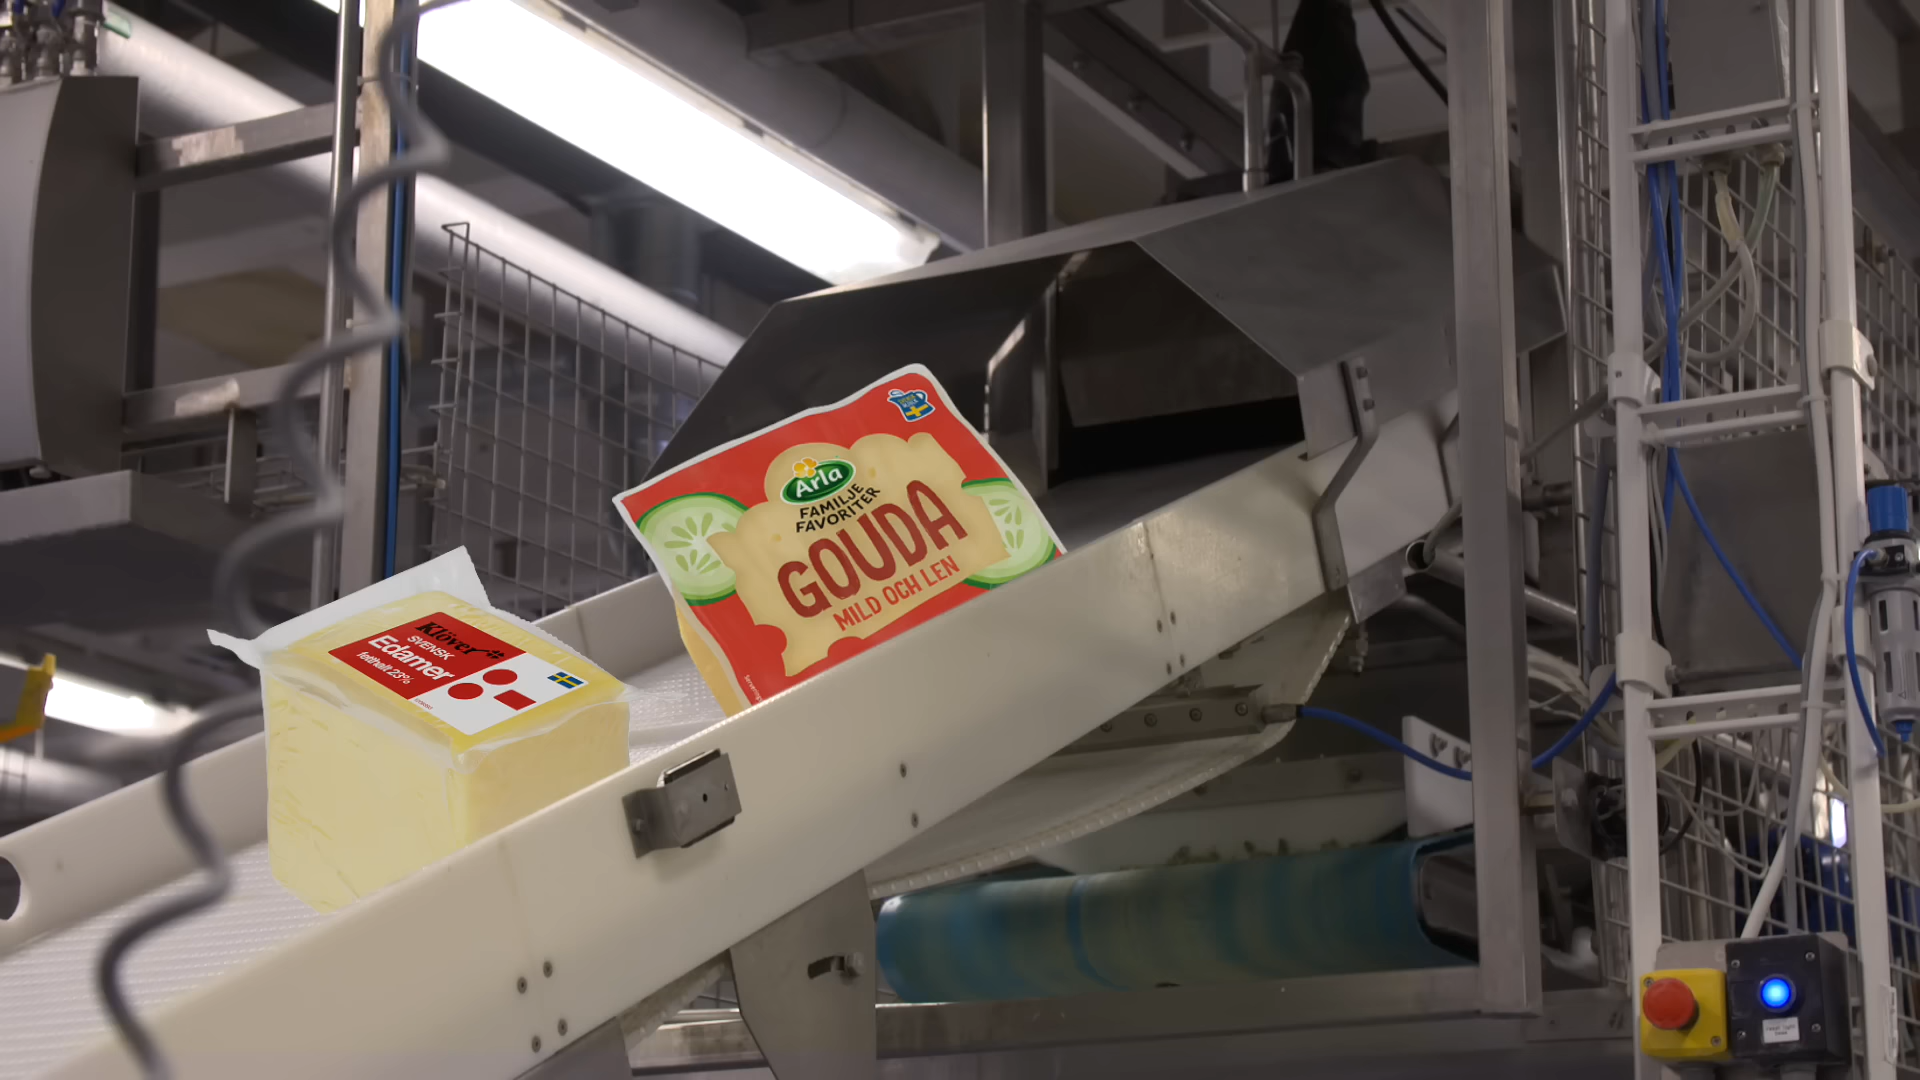 Klöver
SVENSK
Edamer
fetthalt 23%
Arla
FAMILJE
FAVORITER
GOUDA
MILD OCH LEN